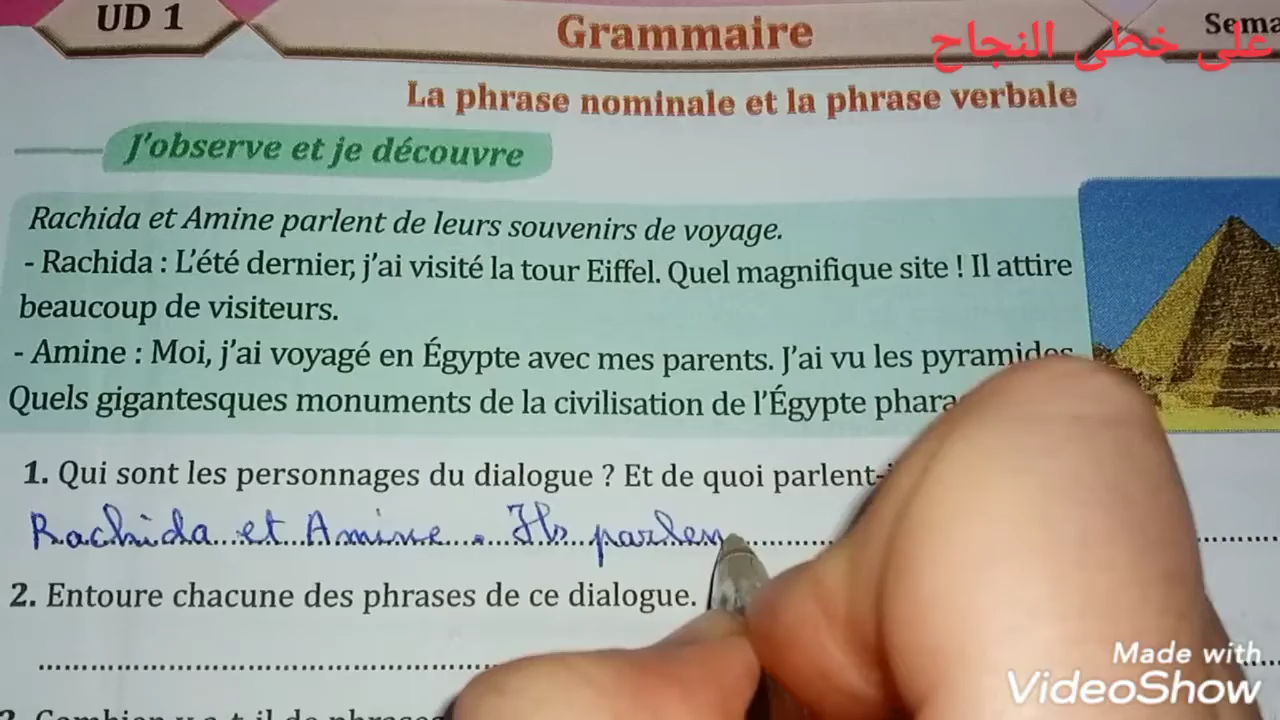 UD 1
Grammaire
Sema
على خطى النجاح
La phrase nominale et la phrase verbale
J'observe et je découvre
Rachida et Amine parlent de leurs souvenirs de voyage.
- Rachida : L'été dernier, j'ai visité la tour Eiffel. Quel magnifique site ! Il attire
beaucoup de visiteurs.
- Amine : Moi, j'ai voyagé en Égypte avec mes parents. J'ai vu les pyramides
Quels gigantesques monuments de la civilisation de l'Égypte phara
1. Qui sont les personnages du dialogue ? Et de quoi parlent-
Rachida et Amine. Ils parlen
2. Entoure chacune des phrases de ce dialogue.
Made with
VideoShow